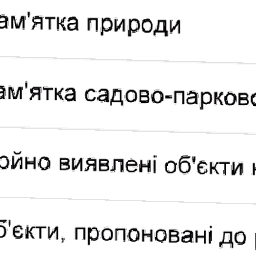 ам'ятка природи
ам'ятка садово-парково
ойно виявлені об'єкти
б'єкти, пропоновані до